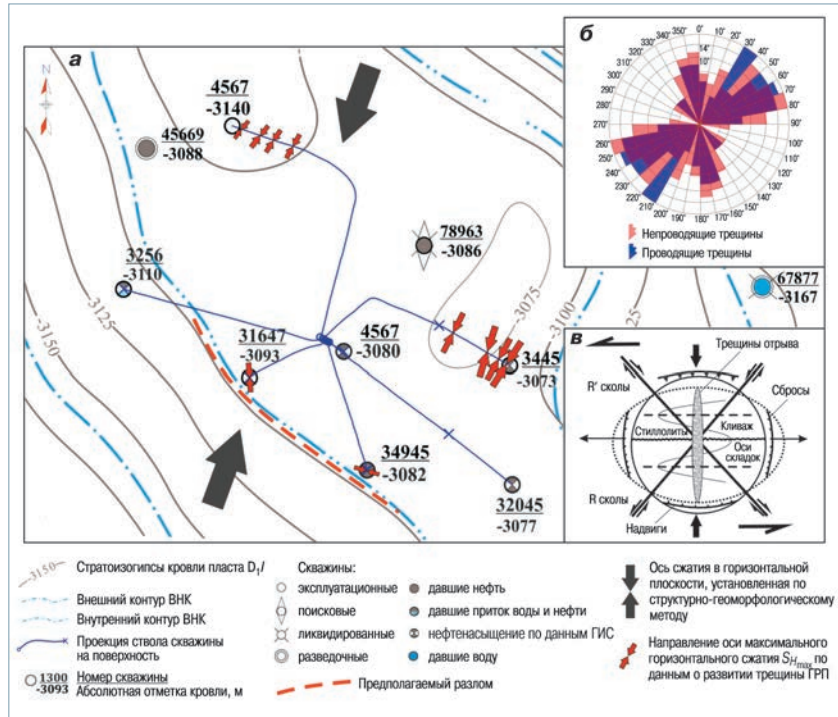 а
N
4567
-3140
45669
-3088
78963
-3086
3256
-3110
31647
-3093
4567
-3080
3445
-3073
34945
-3082
32045
-3077
67877
-3167
-3150
-3125
-3075
-3100
25
б
0°
10°
20°
30°
40°
50°
60°
70°
80°
90°
100°
110°
120°
130°
140°
150°
160°
170°
180°
190°
200°
210°
220°
230°
240°
250°
260°
270°
280°
290°
300°
310°
320°
330°
340°
350°
14°
10°
Непроводящие трещины
Проводящие трещины
в
Трещины отрыва
R' сколы
Сбросы
Стиллолиты
Кливаж
Оси складок
R сколы
Надвиги
-3150
Стратоизогипсы кровли пласта D₁l
Внешний контур ВНК
Внутренний контур ВНК
Проекция ствола скважины
на поверхность
1300 Номер скважины
-3093 Абсолютная отметка кровли, м
Скважины:
эксплуатационные
поисковые
ликвидированные
разведочные
давшие нефть
давшие приток воды и нефти
нефтенасыщение по данным ГИС
давшие воду
Предполагаемый разлом
Ось сжатия в горизонтальной
плоскости, установленная по
структурно-геоморфологическому
методу
Направление оси максимального
горизонтального сжатия S_Hmax по
данным о развитии трещины ГРП